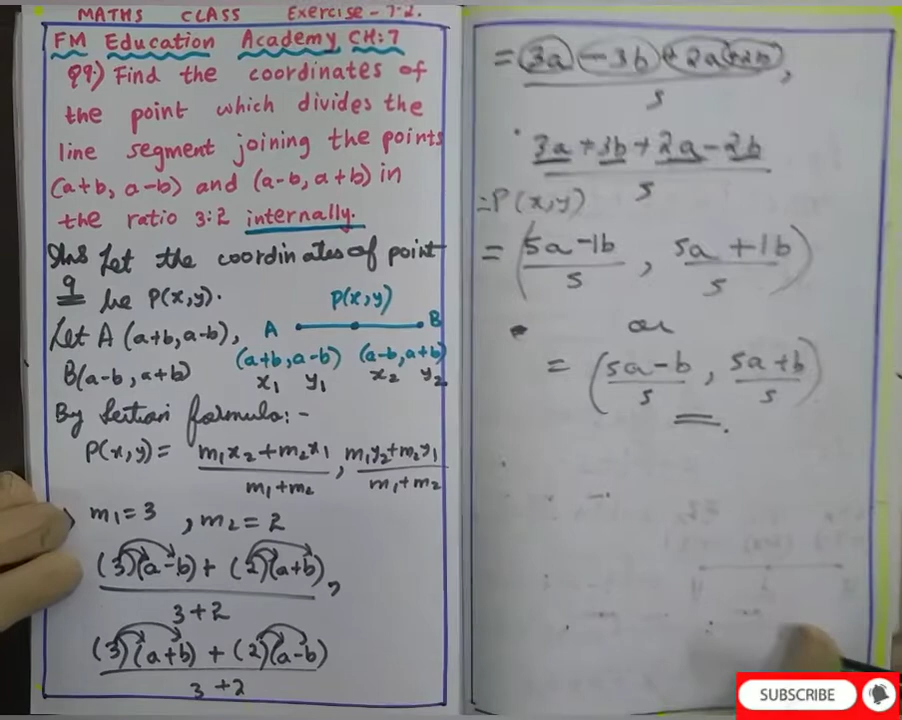 MATHS CLASS Exercise-7.2.
FM Education Academy CH:7
Q9.) Find the coordinates of
the point which divides the
line segment joining the points
(a+b, a-b) and (a-b, a+b) in
the ratio 3:2 internally.
Ans Let the coordinates of point
9 be P(x,y).
P(x,y)
Let A (a+b, a-b),
A B
B(a-b, a+b)
(a+b, a-b) (a-b, a+b)
x₁ y₁ x₂ y₂
By Section formula:-
P(x,y) = m₁x₂+m₂x₁ , m₁y₂+m₂y₁
m₁+m₂ m₁+m₂
m₁=3 , m₂=2
(3)(a-b) + (2)(a+b) ,
3+2
(3)(a+b) + (2)(a-b)
3+2
= 3a - 3b + 2a + 2b ,
5
3a + 3b + 2a - 2b
5
=P(x,y)
= (5a-1b , 5a+1b)
5 5
or
= (5a-b , 5a+b)
5 5
SUBSCRIBE